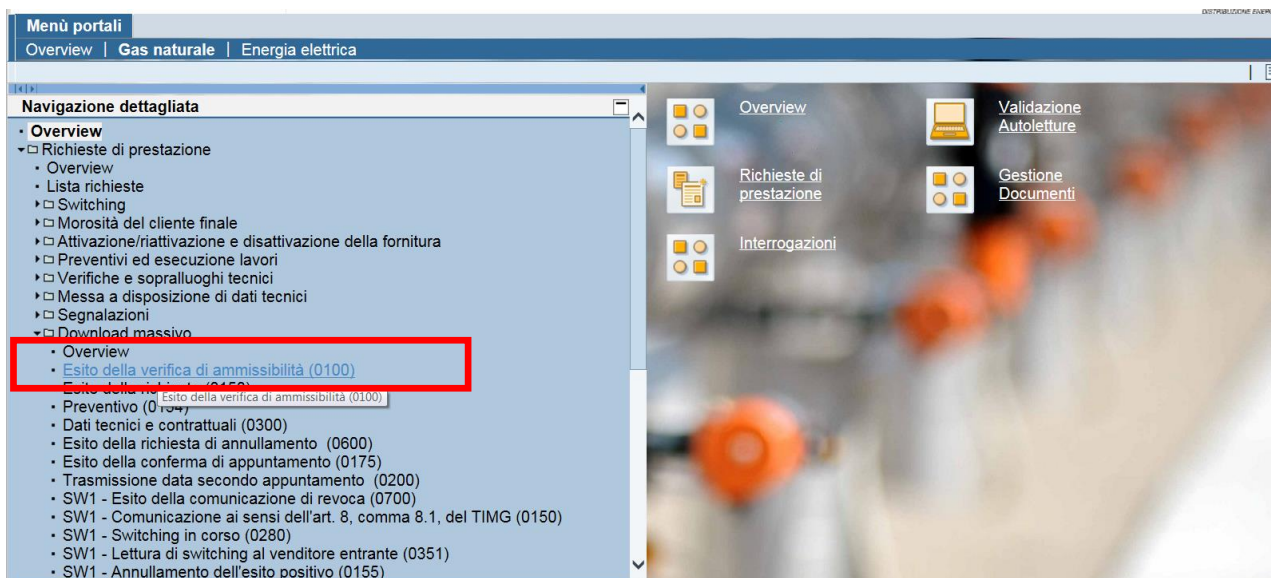 DISTRIBUZIONE ENERG
Menù portali
Overview | Gas naturale | Energia elettrica
Navigazione dettagliata
Overview
Richieste di prestazione
Overview
Lista richieste
Switching
Morosità del cliente finale
Attivazione/riattivazione e disattivazione della fornitura
Preventivi ed esecuzione lavori
Verifiche e sopralluoghi tecnici
Messa a disposizione di dati tecnici
Segnalazioni
Download massivo
Overview
Esito della verifica di ammissibilità (0100)
Esito della
Esito della verifica di ammissibilità (0100)
Preventivo
Dati tecnici e contrattuali (0300)
Esito della richiesta di annullamento (0600)
Esito della conferma di appuntamento (0175)
Trasmissione data secondo appuntamento (0200)
SW1 - Esito della comunicazione di revoca (0700)
SW1 - Comunicazione ai sensi dell'art. 8, comma 8.1, del TIMG (0150)
SW1 - Switching in corso (0280)
SW1 - Lettura di switching al venditore entrante (0351)
SW1 - Annullamento dell'esito positivo (0155)
Overview
Validazione
Autoletture
Richieste di
prestazione
Gestione
Documenti
Interrogazioni